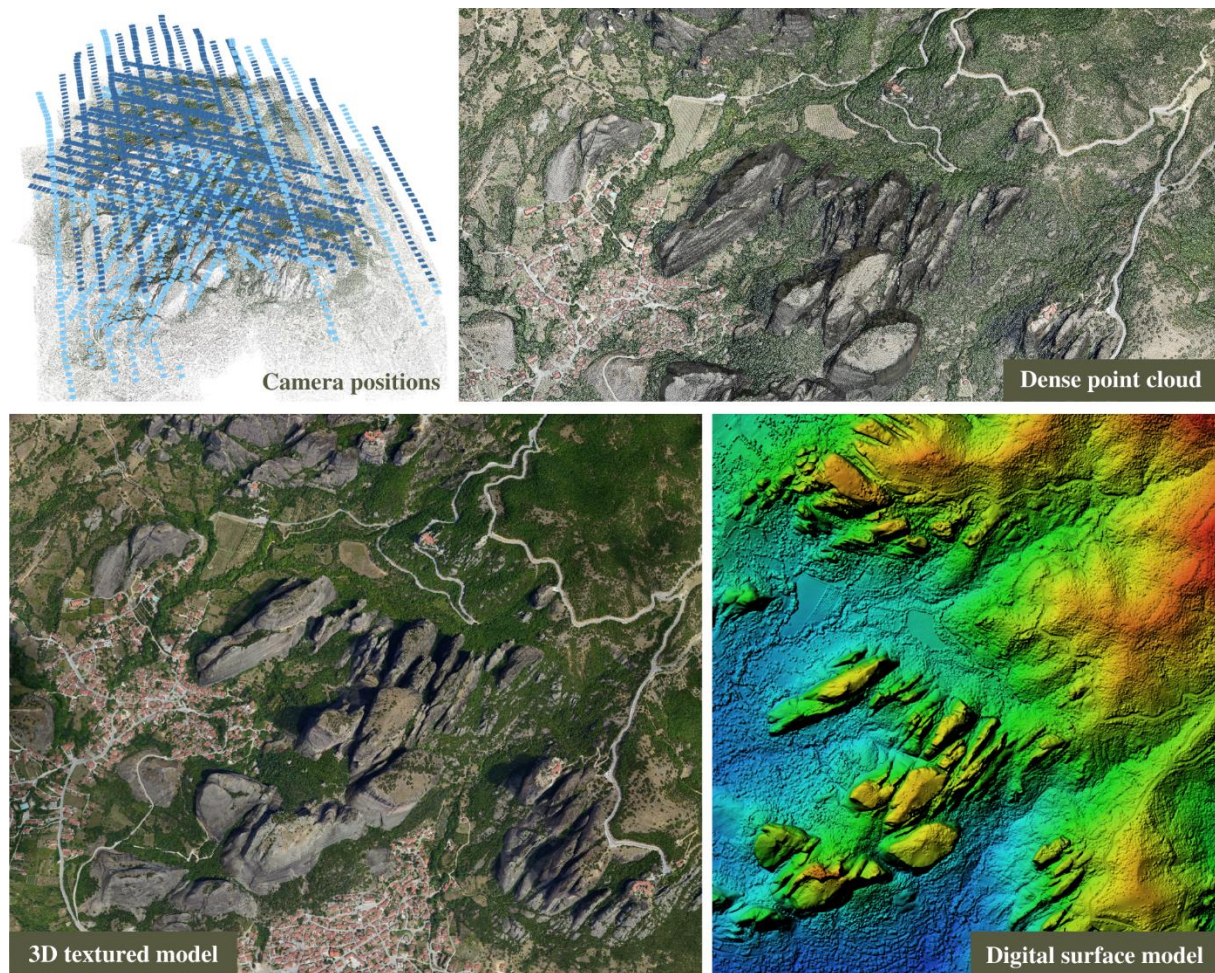 Camera positions
Dense point cloud
3D textured model
Digital surface model